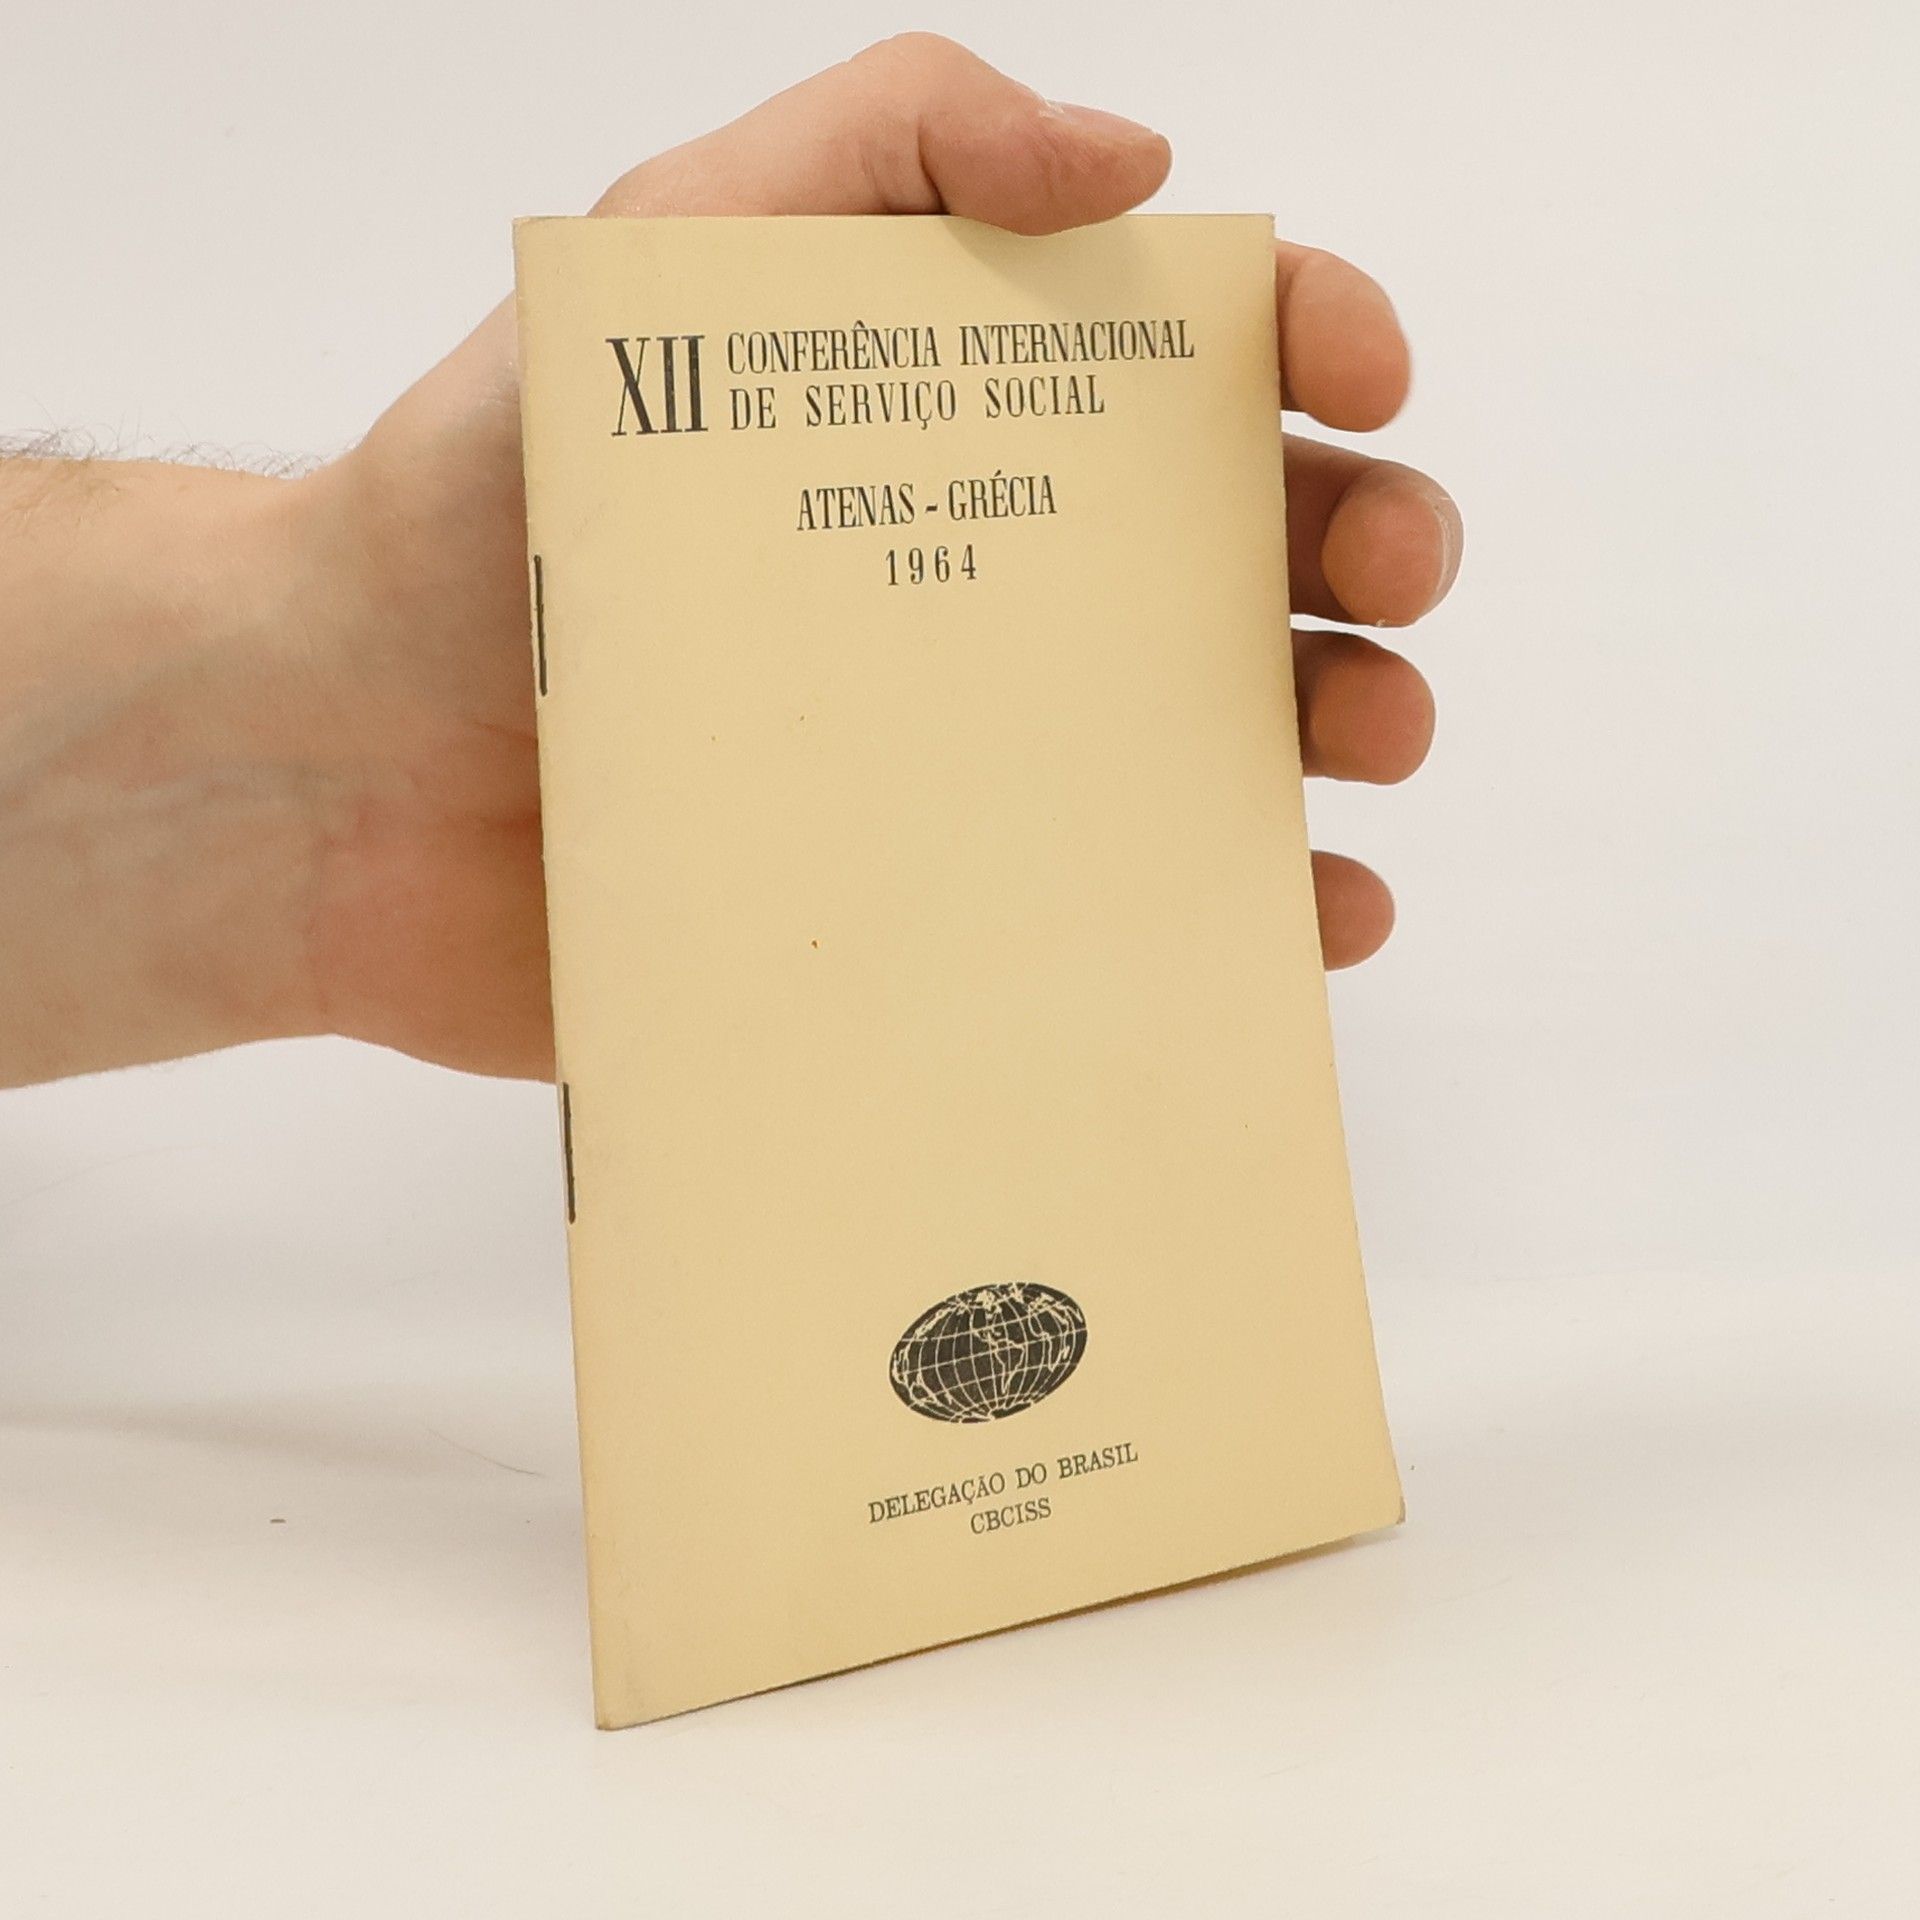 XII CONFERÊNCIA INTERNACIONAL
DE SERVIÇO SOCIAL
ATENAS - GRÉCIA
1964
DELEGAÇÃO DO BRASIL
CBCISS